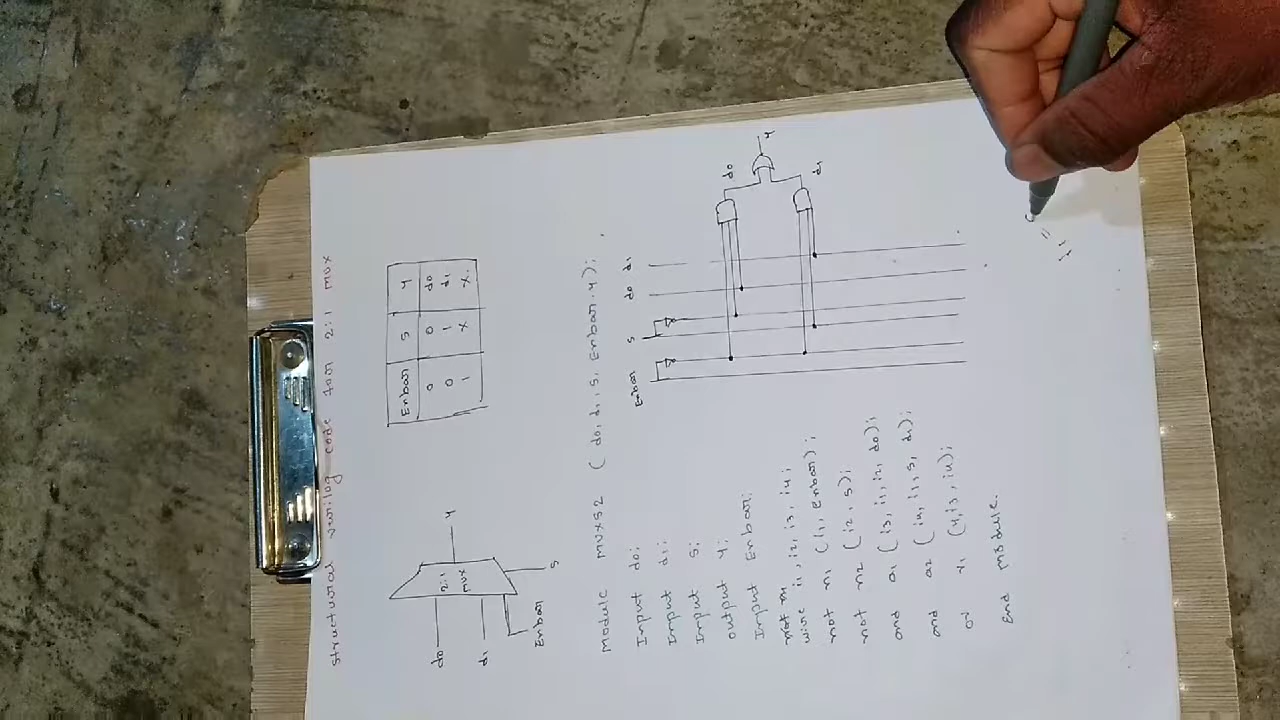 structural verilog code for 2:1 mux
d0
d1
2:1
mux
Y
S
Enbar
Enbar S Y
0 0 d0
0 1 d1
1 X X
Module mux52 (d0, d1, S, Enbar, Y);
Input d0;
Input d1;
Input S;
output Y;
Input Enbar;
wire i1, i2, i3, i4;
not n1 (i1, enbar);
not n2 (i2, S);
and a1 (i3, i1, i2, d0);
and a2 (i4, i1, S, d1);
or r1 (Y, i3, i4);
End Module.
Enbar S d0 d1
d0
d1
Y